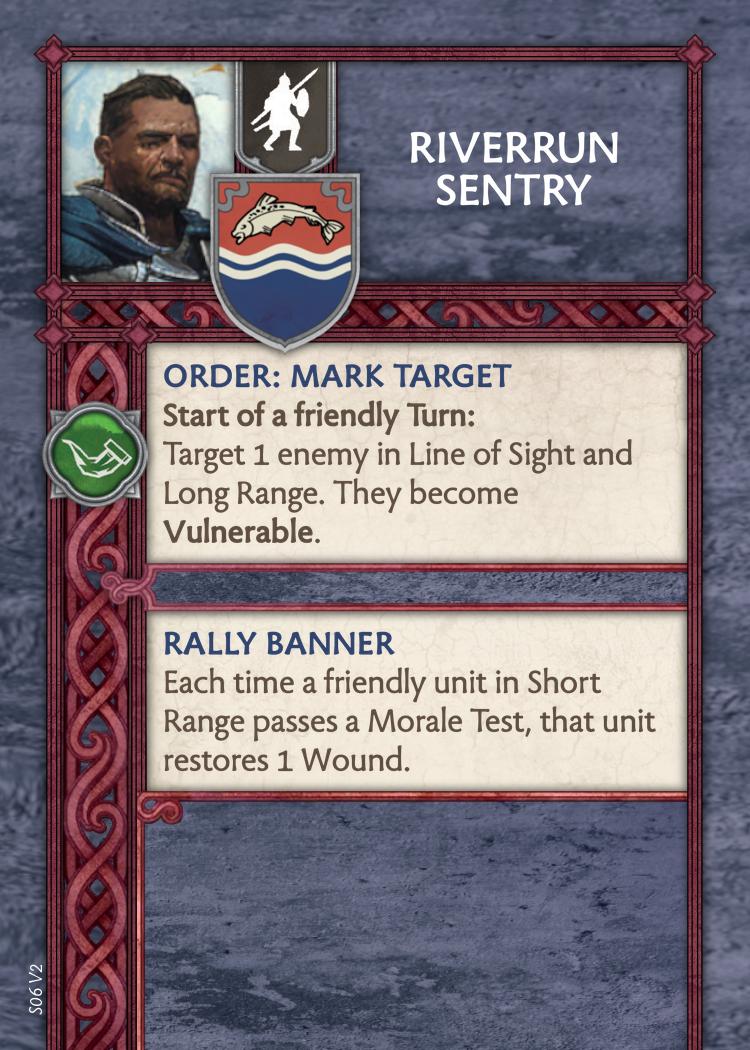 RIVERRUN
SENTRY
ORDER: MARK TARGET
Start of a friendly Turn:
Target 1 enemy in Line of Sight and
Long Range. They become
Vulnerable.
RALLY BANNER
Each time a friendly unit in Short
Range passes a Morale Test, that unit
restores 1 Wound.
S06 V2